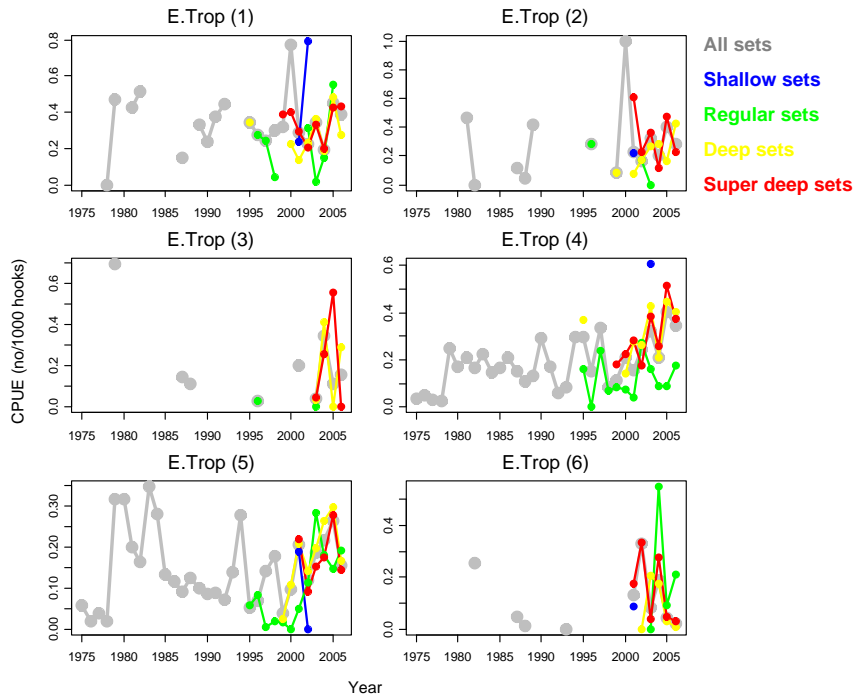 E.Trop (1)
0.0 0.2 0.4 0.6 0.8
1975 1980 1985 1990 1995 2000 2005
E.Trop (2)
0.0 0.2 0.4 0.6 0.8 1.0
1975 1980 1985 1990 1995 2000 2005
All sets
Shallow sets
Regular sets
Deep sets
Super deep sets
E.Trop (3)
0.0 0.2 0.4 0.6
1975 1980 1985 1990 1995 2000 2005
E.Trop (4)
0.0 0.2 0.4 0.6
1975 1980 1985 1990 1995 2000 2005
CPUE (no/1000 hooks)
E.Trop (5)
0.00 0.10 0.20 0.30
1975 1980 1985 1990 1995 2000 2005
E.Trop (6)
0.0 0.2 0.4
1975 1980 1985 1990 1995 2000 2005
Year